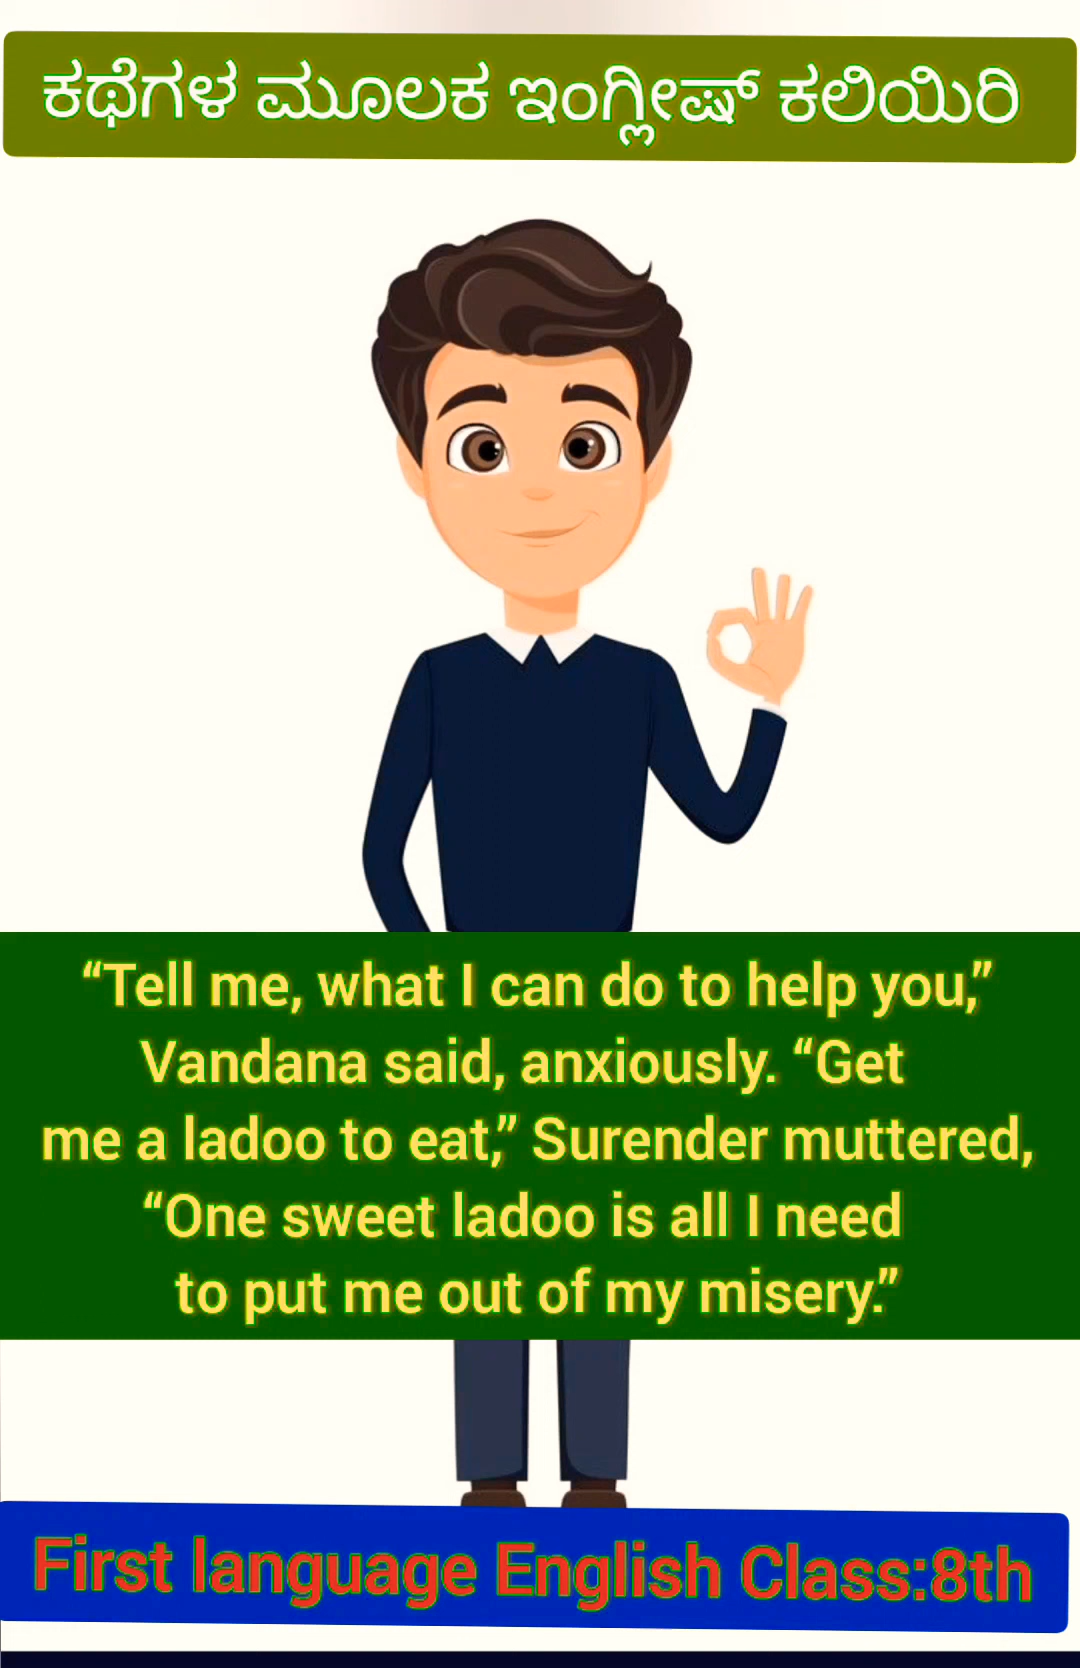 ಕಥೆಗಳ ಮೂಲಕ ಇಂಗ್ಲೀಷ್ ಕಲಿಯಿರಿ
“Tell me, what I can do to help you,”
Vandana said, anxiously. “Get
me a ladoo to eat,” Surender muttered,
“One sweet ladoo is all I need
to put me out of my misery.”
First language English Class:8th